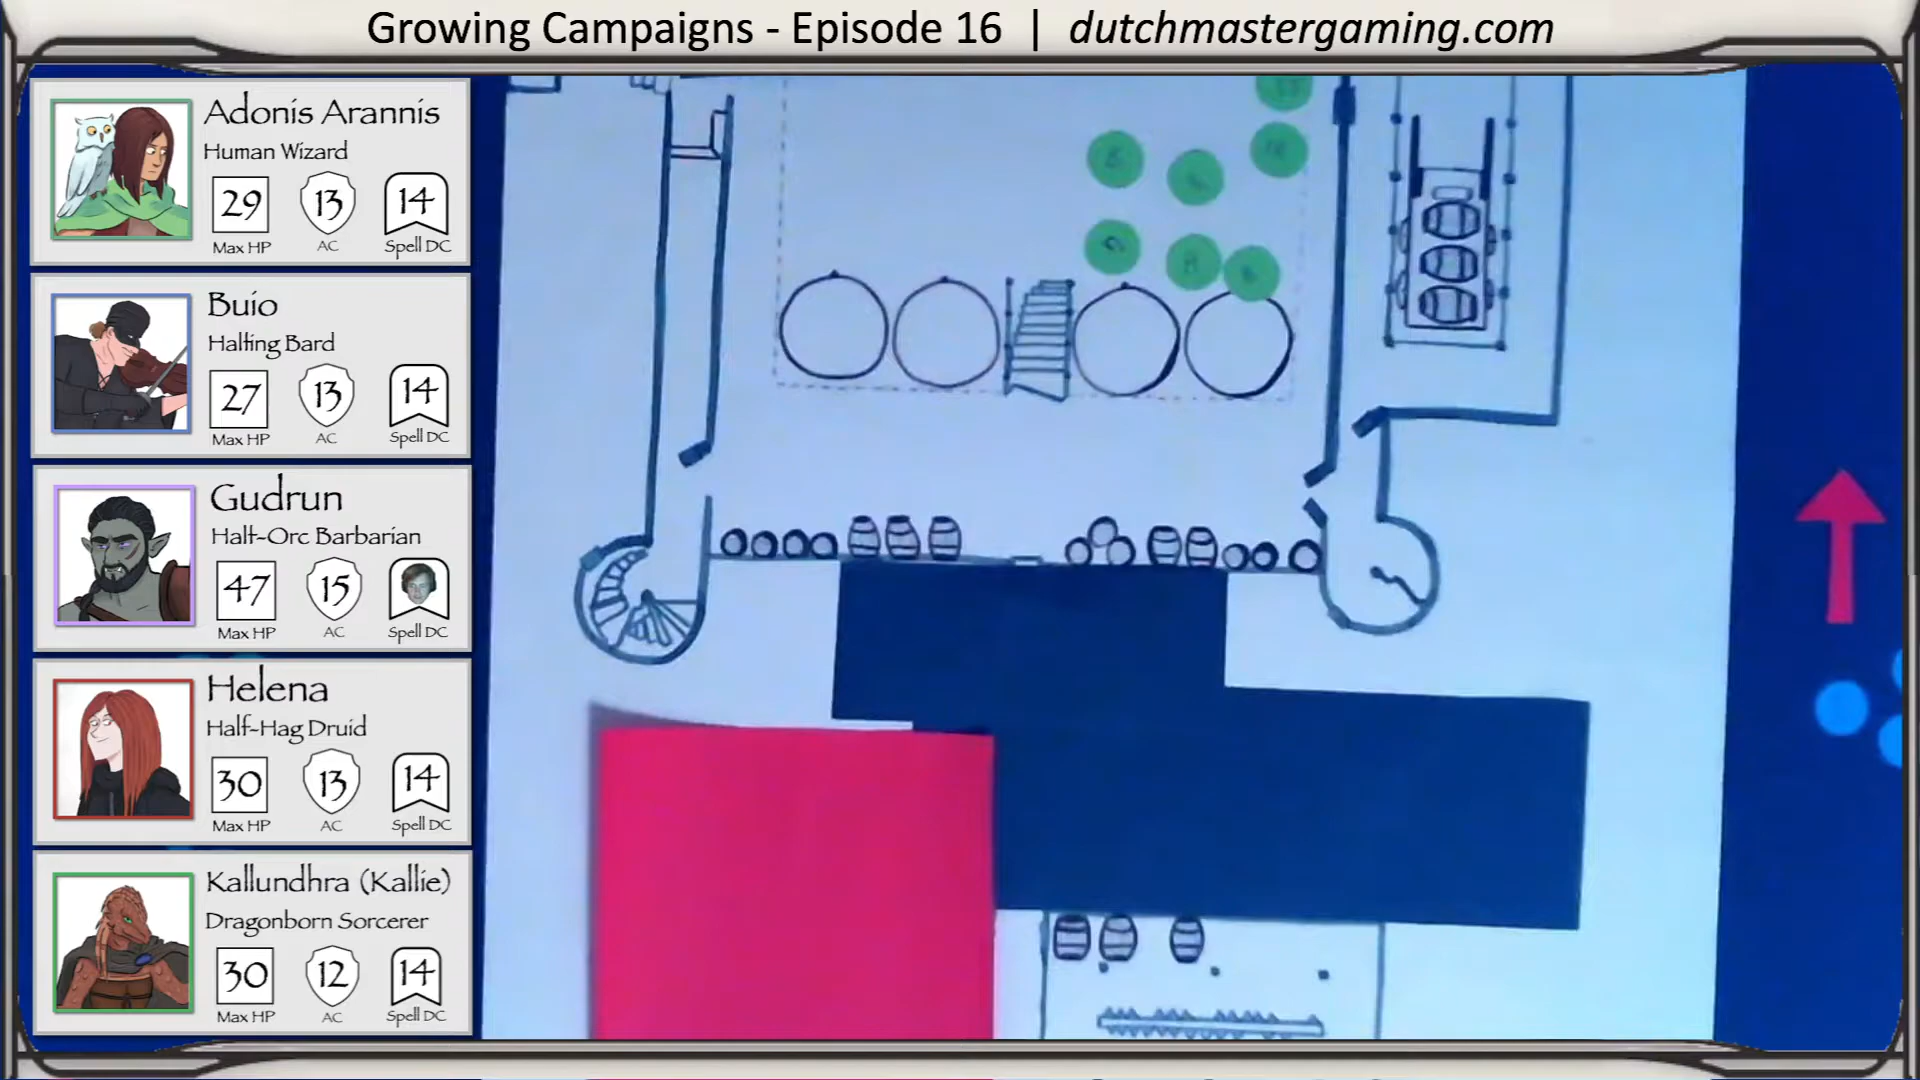 Growing Campaigns - Episode 16 | dutchmastergaming.com
Adonis Arannis
Human Wizard
29 13 14
Max HP AC Spell DC
Buio
Halfing Bard
27 13 14
Max HP AC Spell DC
Gudrun
Half-Orc Barbarian
47 15
Max HP AC Spell DC
Helena
Half-Hag Druid
30 13 14
Max HP AC Spell DC
Kallundhra (Kallie)
Dragonborn Sorcerer
30 12 14
Max HP AC Spell DC